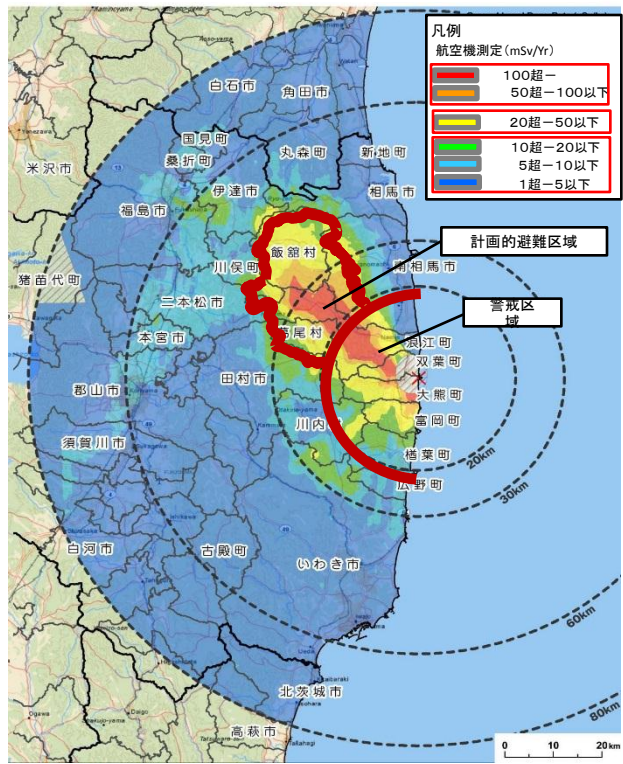 凡例
航空機測定(mSv/Yr)
100超－
50超－100以下
20超－50以下
10超－20以下
5超－10以下
1超－5以下
白石市
角田市
国見町
丸森町
新地町
桑折町
米沢市
伊達市
相馬市
福島市
計画的避難区域
飯舘村
川俣町
南相馬市
猪苗代町
二本松市
警戒区
域
葛尾村
本宮市
浪江町
双葉町
田村市
郡山市
大熊町
川内
富岡町
須賀川市
楢葉町
20km
広野町
30km
白河市
古殿町
いわき市
60km
北茨城市
80km
高萩市
Ogawa
Daigo
Takahagi
0 10 20 km